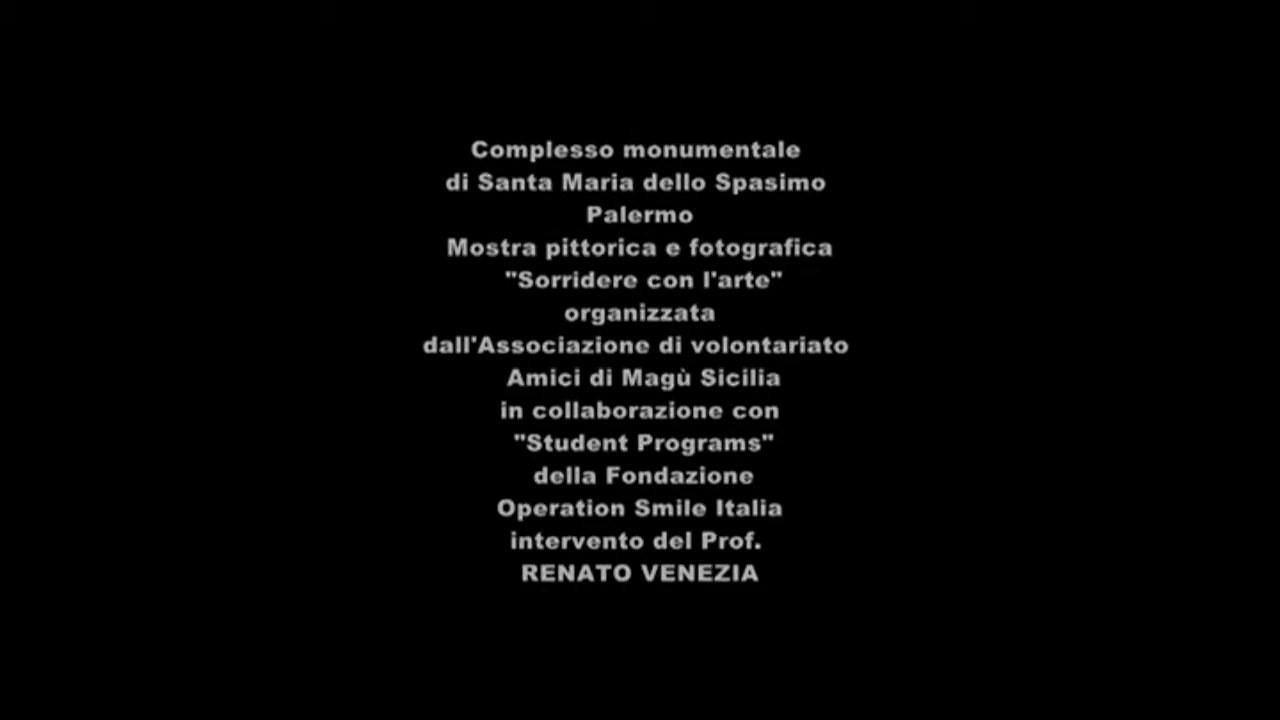 Complesso monumentale
di Santa Maria dello Spasimo
Palermo
Mostra pittorica e fotografica
"Sorridere con l'arte"
organizzata
dall'Associazione di volontariato
Amici di Magù Sicilia
in collaborazione con
"Student Programs"
della Fondazione
Operation Smile Italia
intervento del Prof.
RENATO VENEZIA